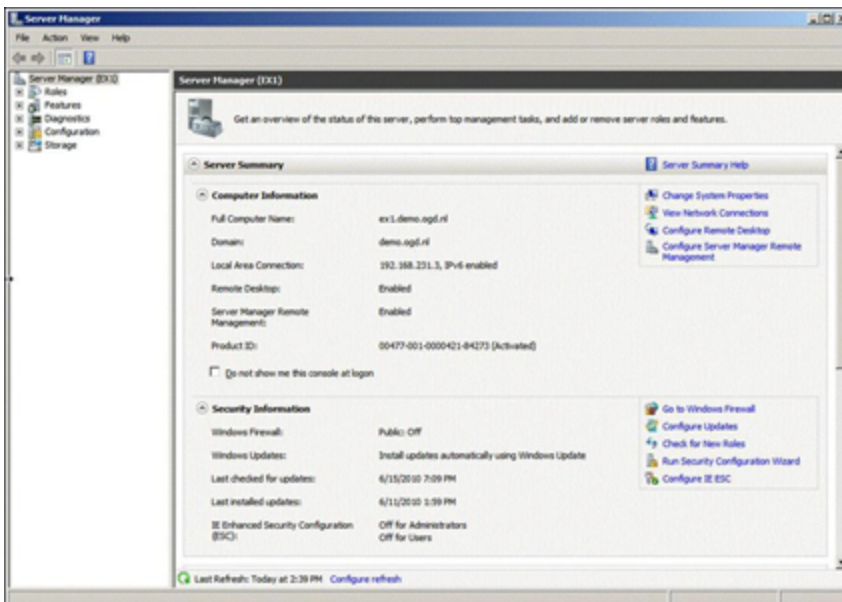 Server Manager
File Action View Help
Server Manager (EX1)
Roles
Features
Diagnostics
Configuration
Storage
Server Manager (EX1)
Get an overview of the status of this server, perform top management tasks, and add or remove server roles and features.
Server Summary
Server Summary Help
Computer Information
Full Computer Name: ex1.demo.ogd.nl
Domain: demo.ogd.nl
Local Area Connection: 192.168.231.3, IPv6 enabled
Remote Desktop: Enabled
Server Manager Remote Enabled
Management:
Product ID: 00477-001-0000421-84273 (Activated)
Do not show me this console at logon
Change System Properties
View Network Connections
Configure Remote Desktop
Configure Server Manager Remote
Management
Security Information
Windows Firewall: Public: Off
Windows Updates: Install updates automatically using Windows Update
Last checked for updates: 6/15/2010 7:09 PM
Last installed updates: 6/11/2010 1:59 PM
IE Enhanced Security Configuration Off for Administrators
(ESC): Off for Users
Go to Windows Firewall
Configure Updates
Check for New Roles
Run Security Configuration Wizard
Configure IE ESC
Last Refresh: Today at 2:39 PM Configure refresh